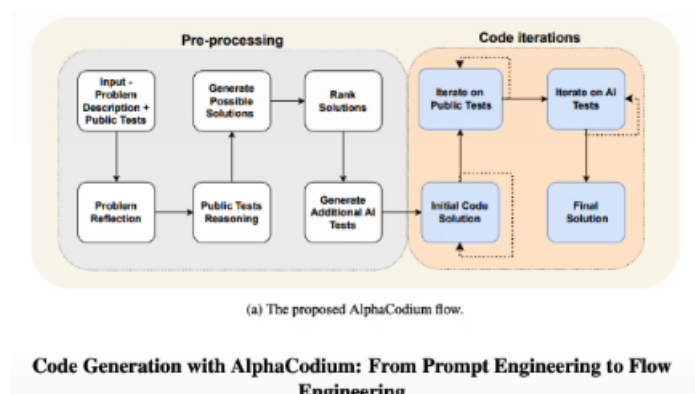 Pre-processing
Code iterations
Input -
Problem
Description +
Public Tests
Generate
Possible
Solutions
Rank
Solutions
Iterate on
Public Tests
Iterate on AI
Tests
Problem
Reflection
Public Tests
Reasoning
Generate
Additional AI
Tests
Initial Code
Solution
Final
Solution
(a) The proposed AlphaCodium flow.
Code Generation with AlphaCodium: From Prompt Engineering to Flow
Engineering